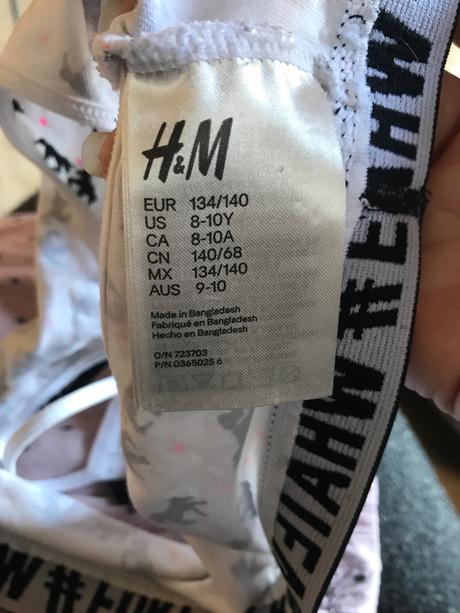 H&M
EUR 134/140
US 8-10Y
CA 8-10A
CN 140/68
MX 134/140
AUS 9-10
Made in Bangladesh
Fabriqué en Bangladesh
Hecho en Bangladesh
O/N 723703
P/N 0365025 6